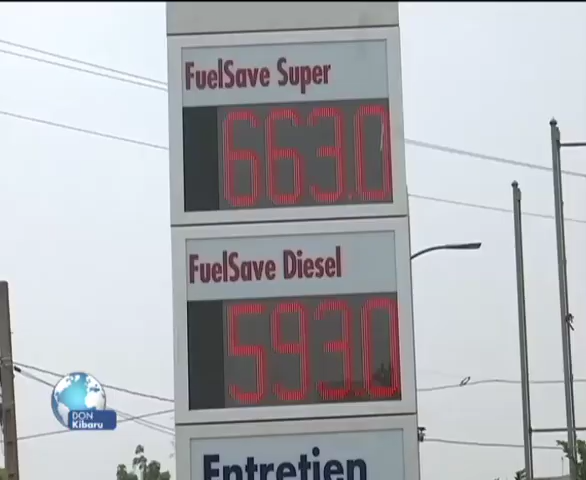 FuelSave Super
663.0
FuelSave Diesel
593.0
Entretien
DON
Kibaru